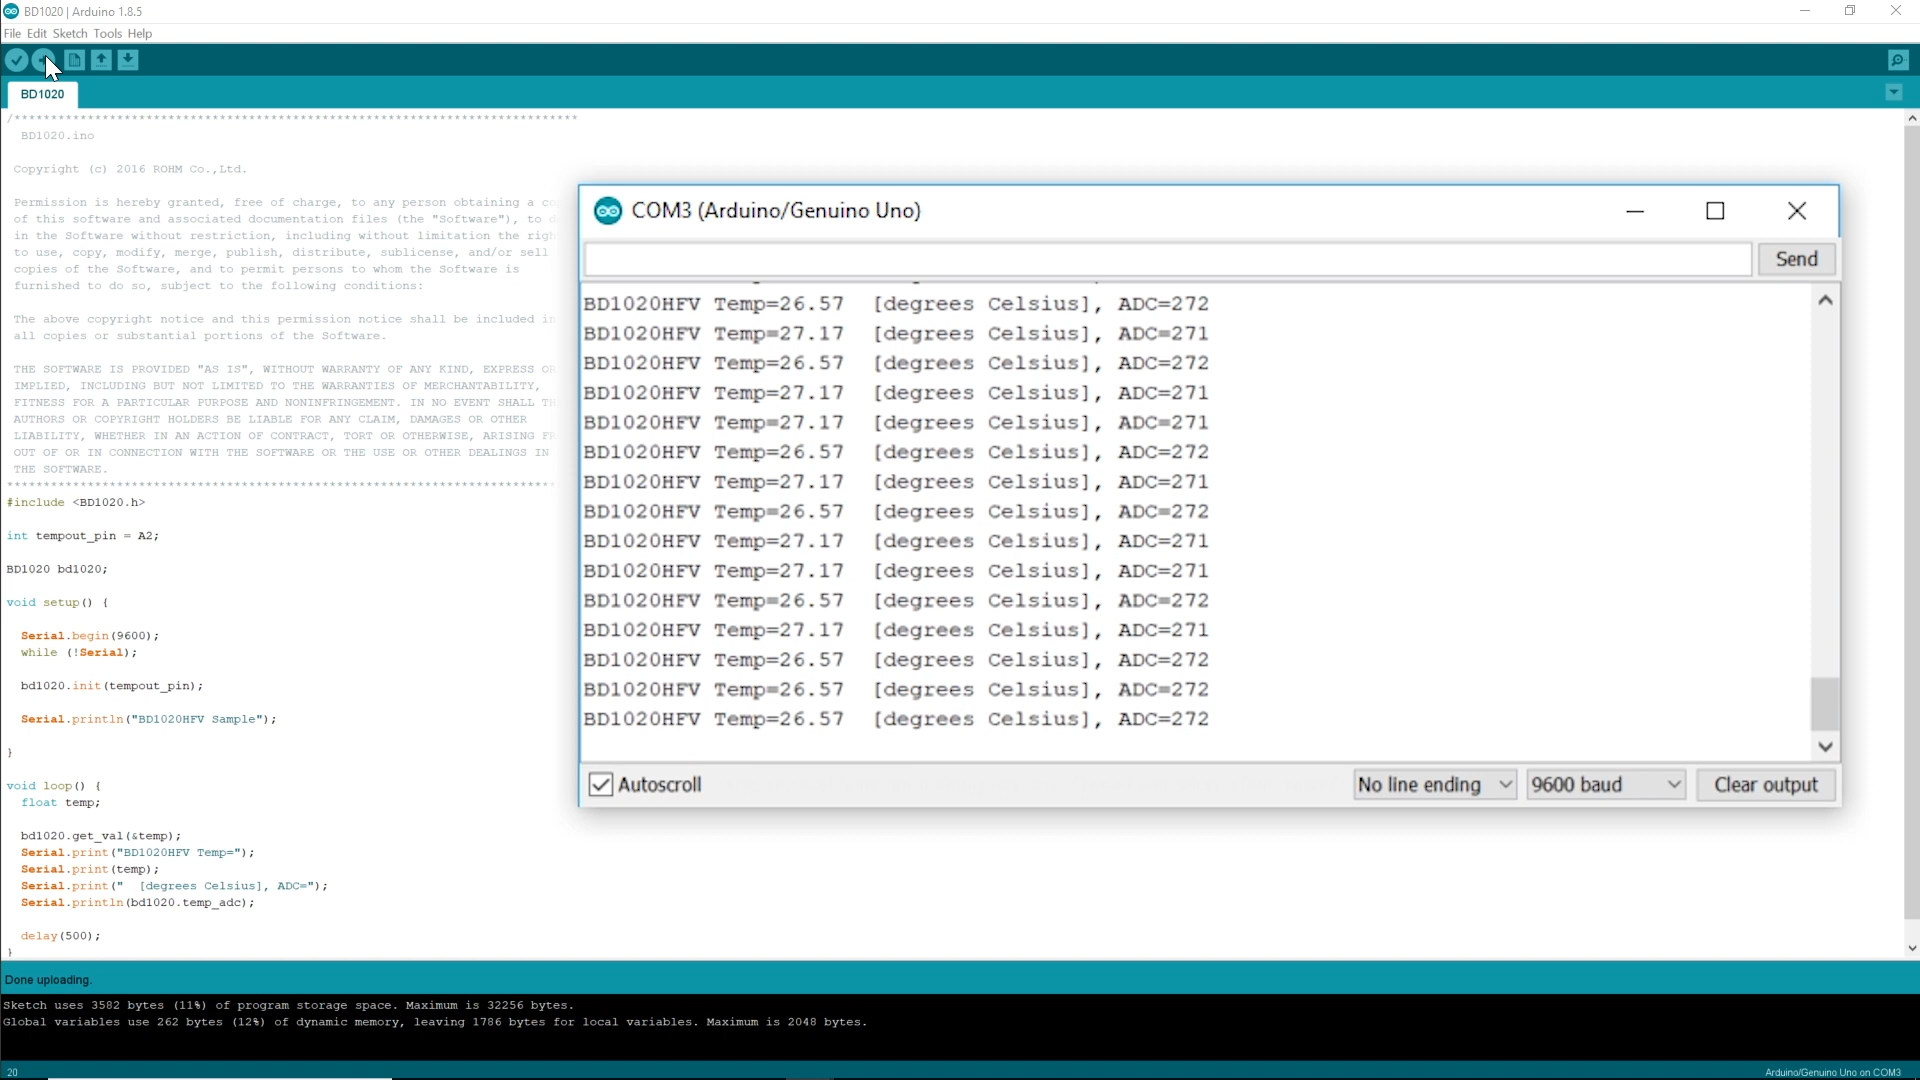 BD1020 | Arduino 1.8.5
File Edit Sketch Tools Help
BD1020
/******************************************************************************
BD1020.ino
Copyright (c) 2016 ROHM Co.,Ltd.
Permission is hereby granted, free of charge, to any person obtaining a
of this software and associated documentation files (the "Software"), to
in the Software without restriction, including without limitation the
to use, copy, modify, merge, publish, distribute, sublicense, and/or sell
copies of the Software, and to permit persons to whom the Software is
furnished to do so, subject to the following conditions:
The above copyright notice and this permission notice shall be included in
all copies or substantial portions of the Software.
THE SOFTWARE IS PROVIDED "AS IS", WITHOUT WARRANTY OF ANY KIND, EXPRESS OR
IMPLIED, INCLUDING BUT NOT LIMITED TO THE WARRANTIES OF MERCHANTABILITY,
FITNESS FOR A PARTICULAR PURPOSE AND NONINFRINGEMENT. IN NO EVENT SHALL
AUTHORS OR COPYRIGHT HOLDERS BE LIABLE FOR ANY CLAIM, DAMAGES OR OTHER
LIABILITY, WHETHER IN AN ACTION OF CONTRACT, TORT OR OTHERWISE, ARISING
OUT OF OR IN CONNECTION WITH THE SOFTWARE OR THE USE OR OTHER DEALINGS IN
THE SOFTWARE.
******************************************************************************
#include <BD1020.h>
int tempout_pin = A2;
BD1020 bd1020;
void setup() {
Serial.begin(9600);
while (!Serial);
bd1020.init(tempout_pin);
Serial.println("BD1020HFV Sample");
}
void loop() {
float temp;
bd1020.get_val(&temp);
Serial.print("BD1020HFV Temp=");
Serial.print(temp);
Serial.print("  [degrees Celsius], ADC=");
Serial.println(bd1020.temp_adc);
delay(500);
}
COM3 (Arduino/Genuino Uno)
Send
BD1020HFV Temp=26.57  [degrees Celsius], ADC=272
BD1020HFV Temp=27.17  [degrees Celsius], ADC=271
BD1020HFV Temp=26.57  [degrees Celsius], ADC=272
BD1020HFV Temp=27.17  [degrees Celsius], ADC=271
BD1020HFV Temp=27.17  [degrees Celsius], ADC=271
BD1020HFV Temp=26.57  [degrees Celsius], ADC=272
BD1020HFV Temp=27.17  [degrees Celsius], ADC=271
BD1020HFV Temp=26.57  [degrees Celsius], ADC=272
BD1020HFV Temp=27.17  [degrees Celsius], ADC=271
BD1020HFV Temp=27.17  [degrees Celsius], ADC=271
BD1020HFV Temp=26.57  [degrees Celsius], ADC=272
BD1020HFV Temp=27.17  [degrees Celsius], ADC=271
BD1020HFV Temp=26.57  [degrees Celsius], ADC=272
BD1020HFV Temp=26.57  [degrees Celsius], ADC=272
BD1020HFV Temp=26.57  [degrees Celsius], ADC=272
Autoscroll
No line ending
9600 baud
Clear output
Done uploading.
Sketch uses 3582 bytes (11%) of program storage space. Maximum is 32256 bytes.
Global variables use 262 bytes (12%) of dynamic memory, leaving 1786 bytes for local variables. Maximum is 2048 bytes.
20
Arduino/Genuino Uno on COM3